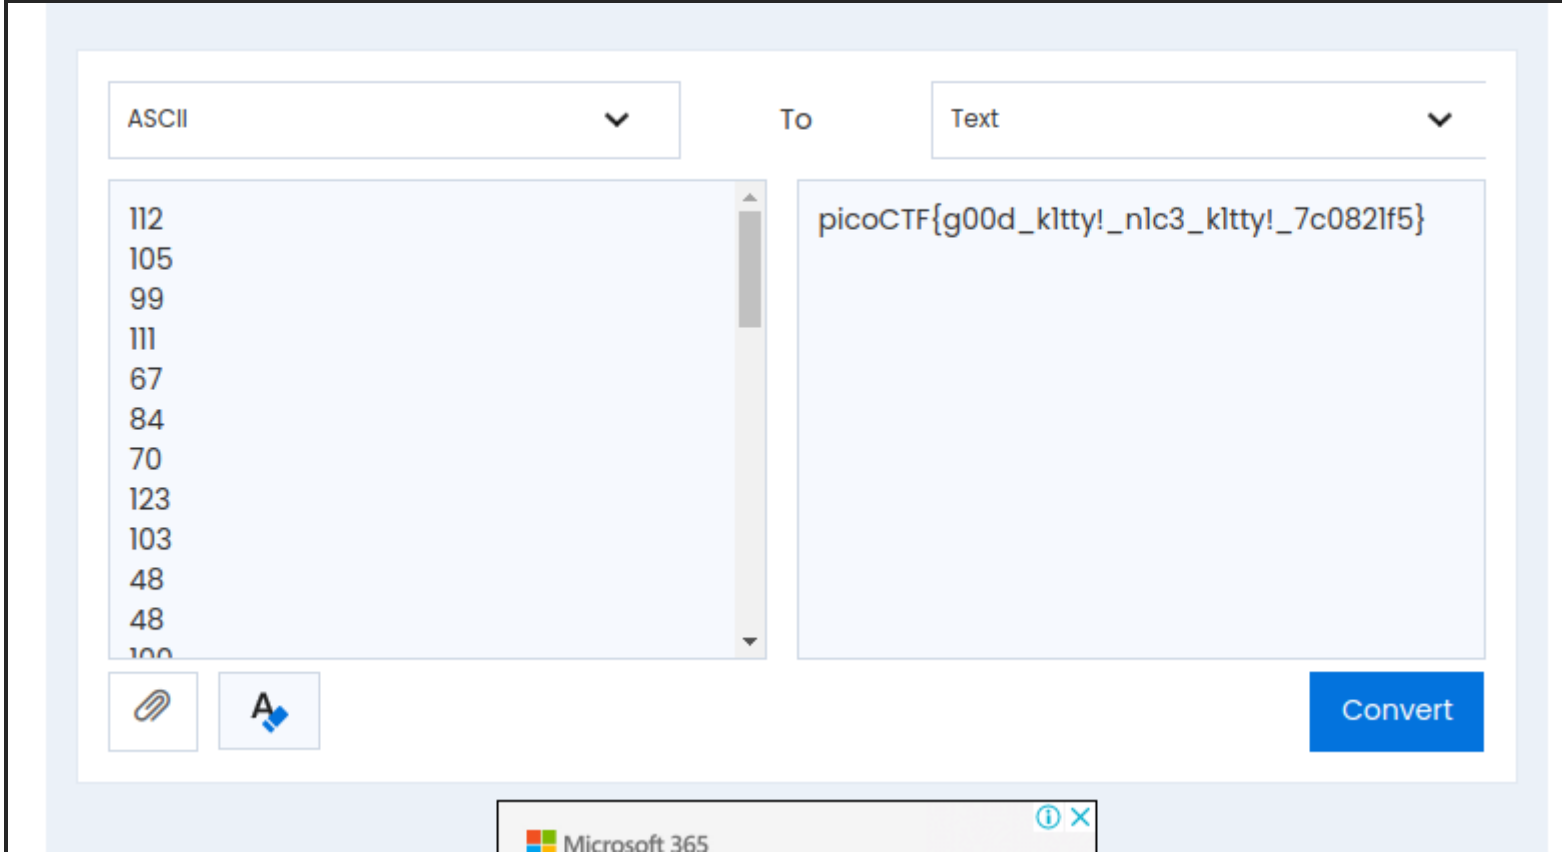 ASCII
To
Text
112
105
99
111
67
84
70
123
103
48
48
100
picoCTF{g00d_k1tty!_n1c3_k1tty!_7c0821f5}
Convert
Microsoft 365